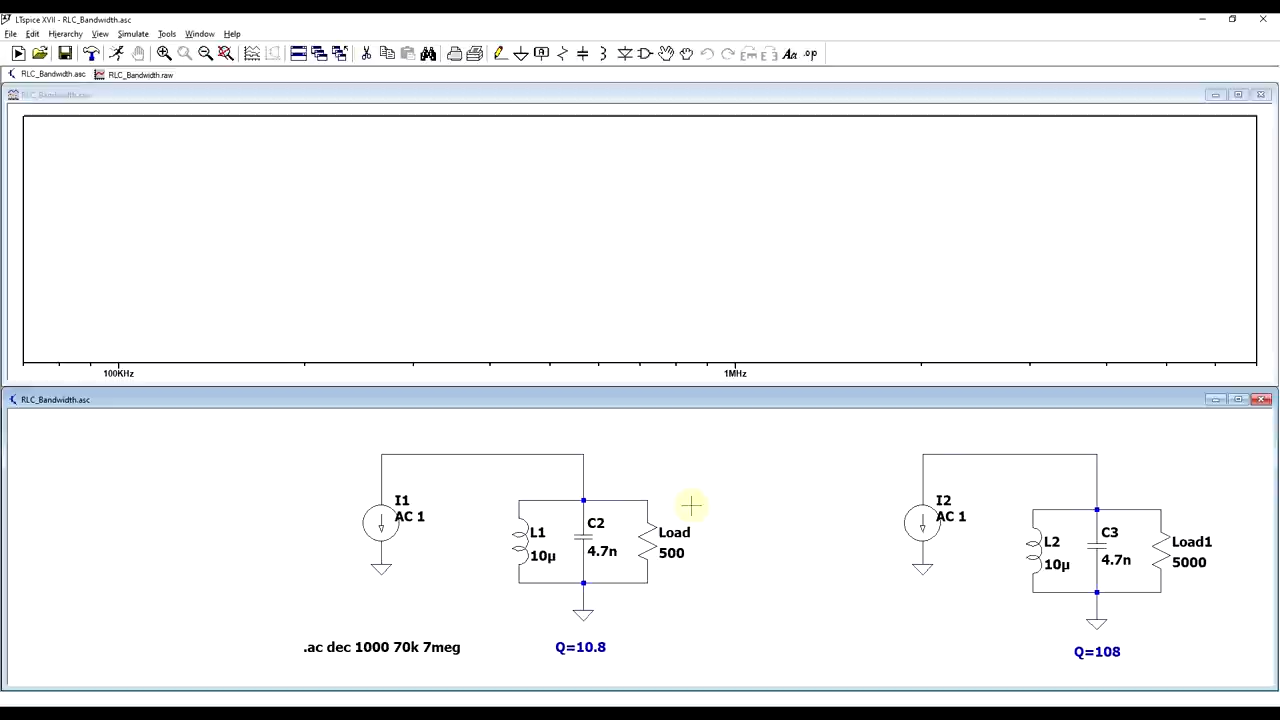 LTspice XVII - RLC_Bandwidth.asc
File Edit Hierarchy View Simulate Tools Window Help
RLC_Bandwidth.asc RLC_Bandwidth.raw
RLC_Bandwidth.raw
100KHz 1MHz
RLC_Bandwidth.asc
I1
AC 1
L1
10µ
C2
4.7n
Load
500
I2
AC 1
L2
10µ
C3
4.7n
Load1
5000
.ac dec 1000 70k 7meg
Q=10.8
Q=108